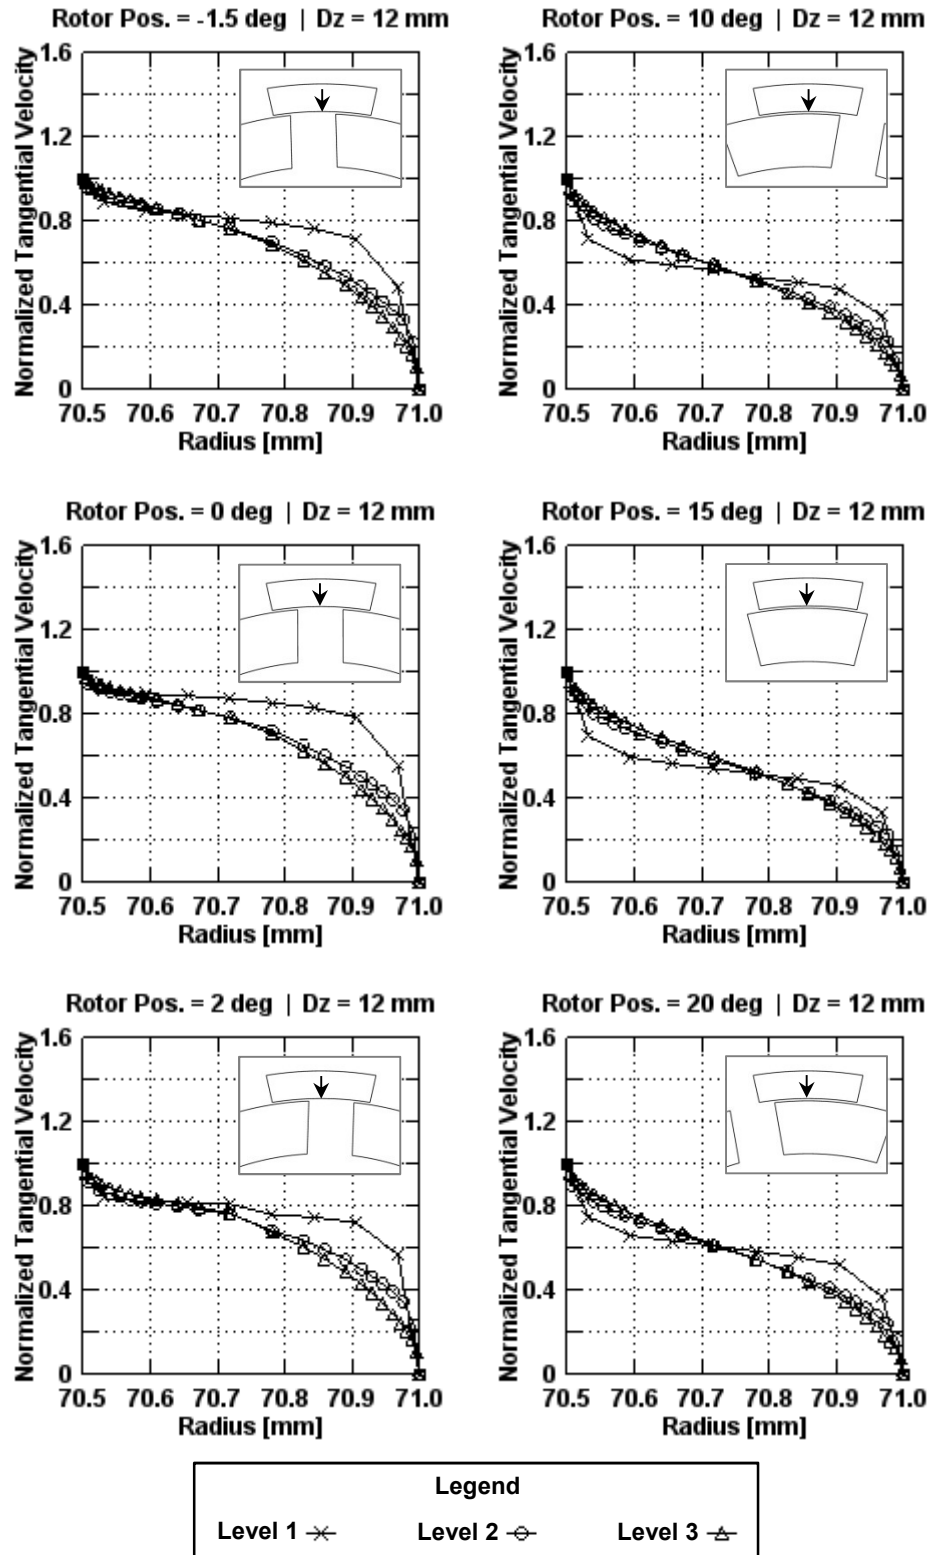 Rotor Pos. = -1.5 deg | Dz = 12 mm
Normalized Tangential Velocity
1.6
1.2
0.8
0.4
0
70.5 70.6 70.7 70.8 70.9 71.0
Radius [mm]
Rotor Pos. = 10 deg | Dz = 12 mm
Normalized Tangential Velocity
1.6
1.2
0.8
0.4
0
70.5 70.6 70.7 70.8 70.9 71.0
Radius [mm]
Rotor Pos. = 0 deg | Dz = 12 mm
Normalized Tangential Velocity
1.6
1.2
0.8
0.4
0
70.5 70.6 70.7 70.8 70.9 71.0
Radius [mm]
Rotor Pos. = 15 deg | Dz = 12 mm
Normalized Tangential Velocity
1.6
1.2
0.8
0.4
0
70.5 70.6 70.7 70.8 70.9 71.0
Radius [mm]
Rotor Pos. = 2 deg | Dz = 12 mm
Normalized Tangential Velocity
1.6
1.2
0.8
0.4
0
70.5 70.6 70.7 70.8 70.9 71.0
Radius [mm]
Rotor Pos. = 20 deg | Dz = 12 mm
Normalized Tangential Velocity
1.6
1.2
0.8
0.4
0
70.5 70.6 70.7 70.8 70.9 71.0
Radius [mm]
Legend
Level 1 Level 2 Level 3